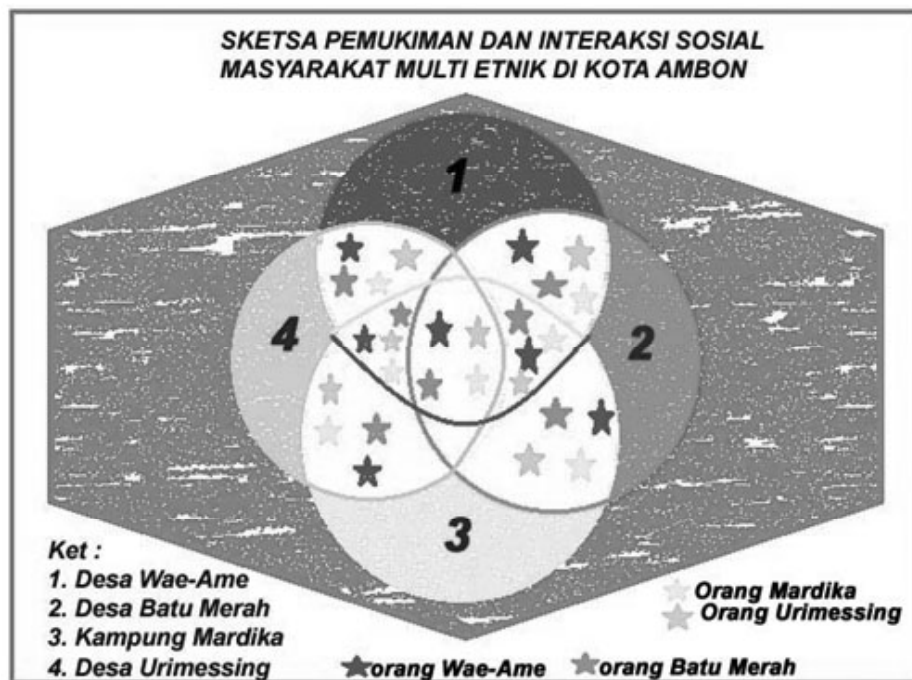 SKETSA PEMUKIMAN DAN INTERAKSI SOSIAL
MASYARAKAT MULTI ETNIK DI KOTA AMBON
1
4
2
3
Ket :
1. Desa Wae-Ame
2. Desa Batu Merah
3. Kampung Mardika
4. Desa Urimessing
Orang Mardika
Orang Urimessing
orang Wae-Ame
orang Batu Merah